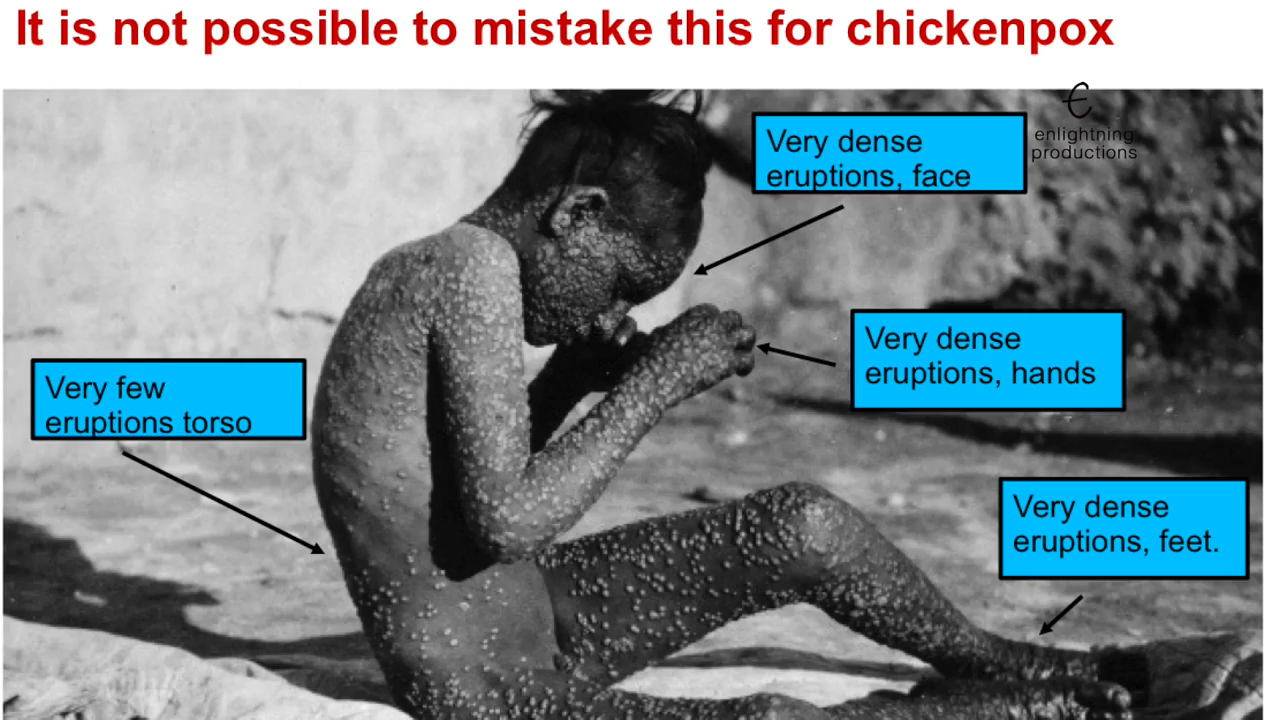 It is not possible to mistake this for chickenpox
Very dense
eruptions, face
enlightning
productions
Very dense
eruptions, hands
Very few
eruptions torso
Very dense
eruptions, feet.